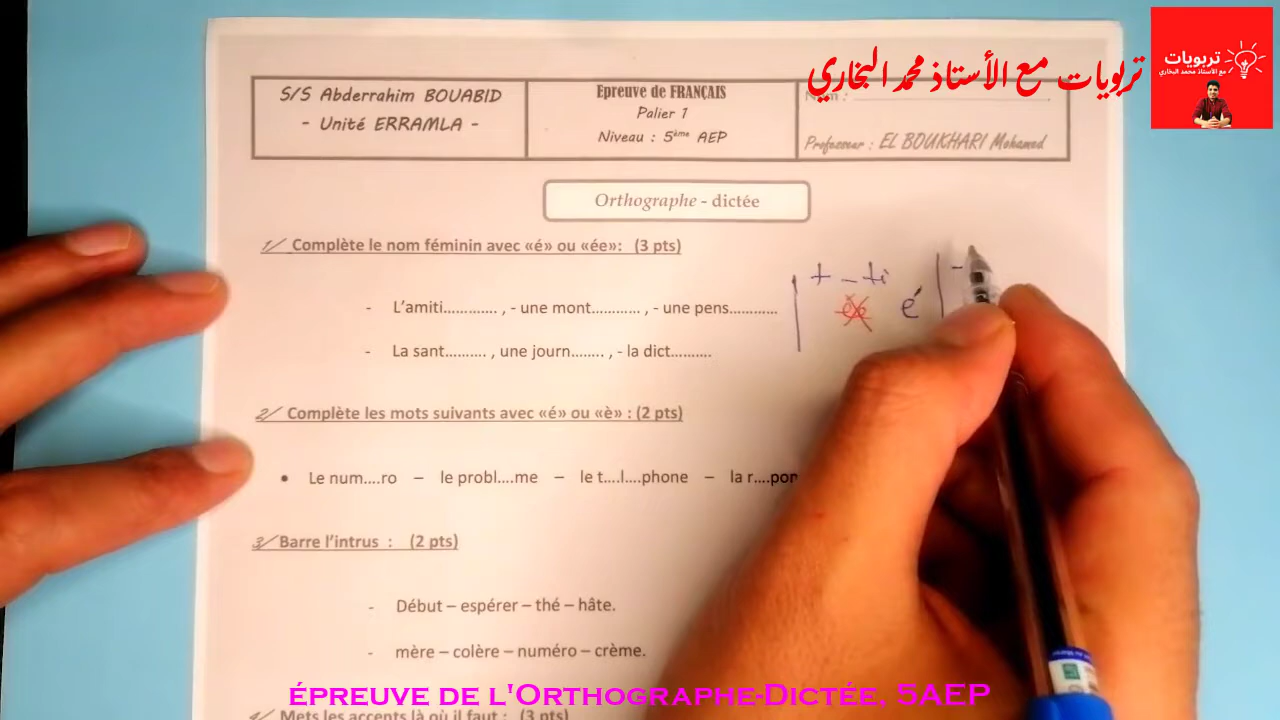 تربويات مع الأستاذ محمد البخاري
تربويات
مع الأستاذ محمد البخاري
S/S Abderrahim BOUABID
- Unité ERRAMLA -
Epreuve de FRANÇAIS
Palier 1
Niveau : 5ème AEP
Nom :
Professeur : EL BOUKHARI Mohamed
Orthographe - dictée
1/ Complète le nom féminin avec «é» ou «ée»: (3 pts)
- L'amiti…………. , - une mont………… , - une pens…………
- La sant………. , une journ…….. , - la dict……….
t - ti
ée é
2/ Complète les mots suivants avec «é» ou «è» : (2 pts)
• Le num….ro – le probl….me – le t….l….phone – la r….pon
3/ Barre l'intrus : (2 pts)
- Début – espérer – thé – hâte.
- mère – colère – numéro – crème.
4/ Mets les accents là où il faut : (3 pts)
épreuve de l'Orthographe-Dictée, 5AEP